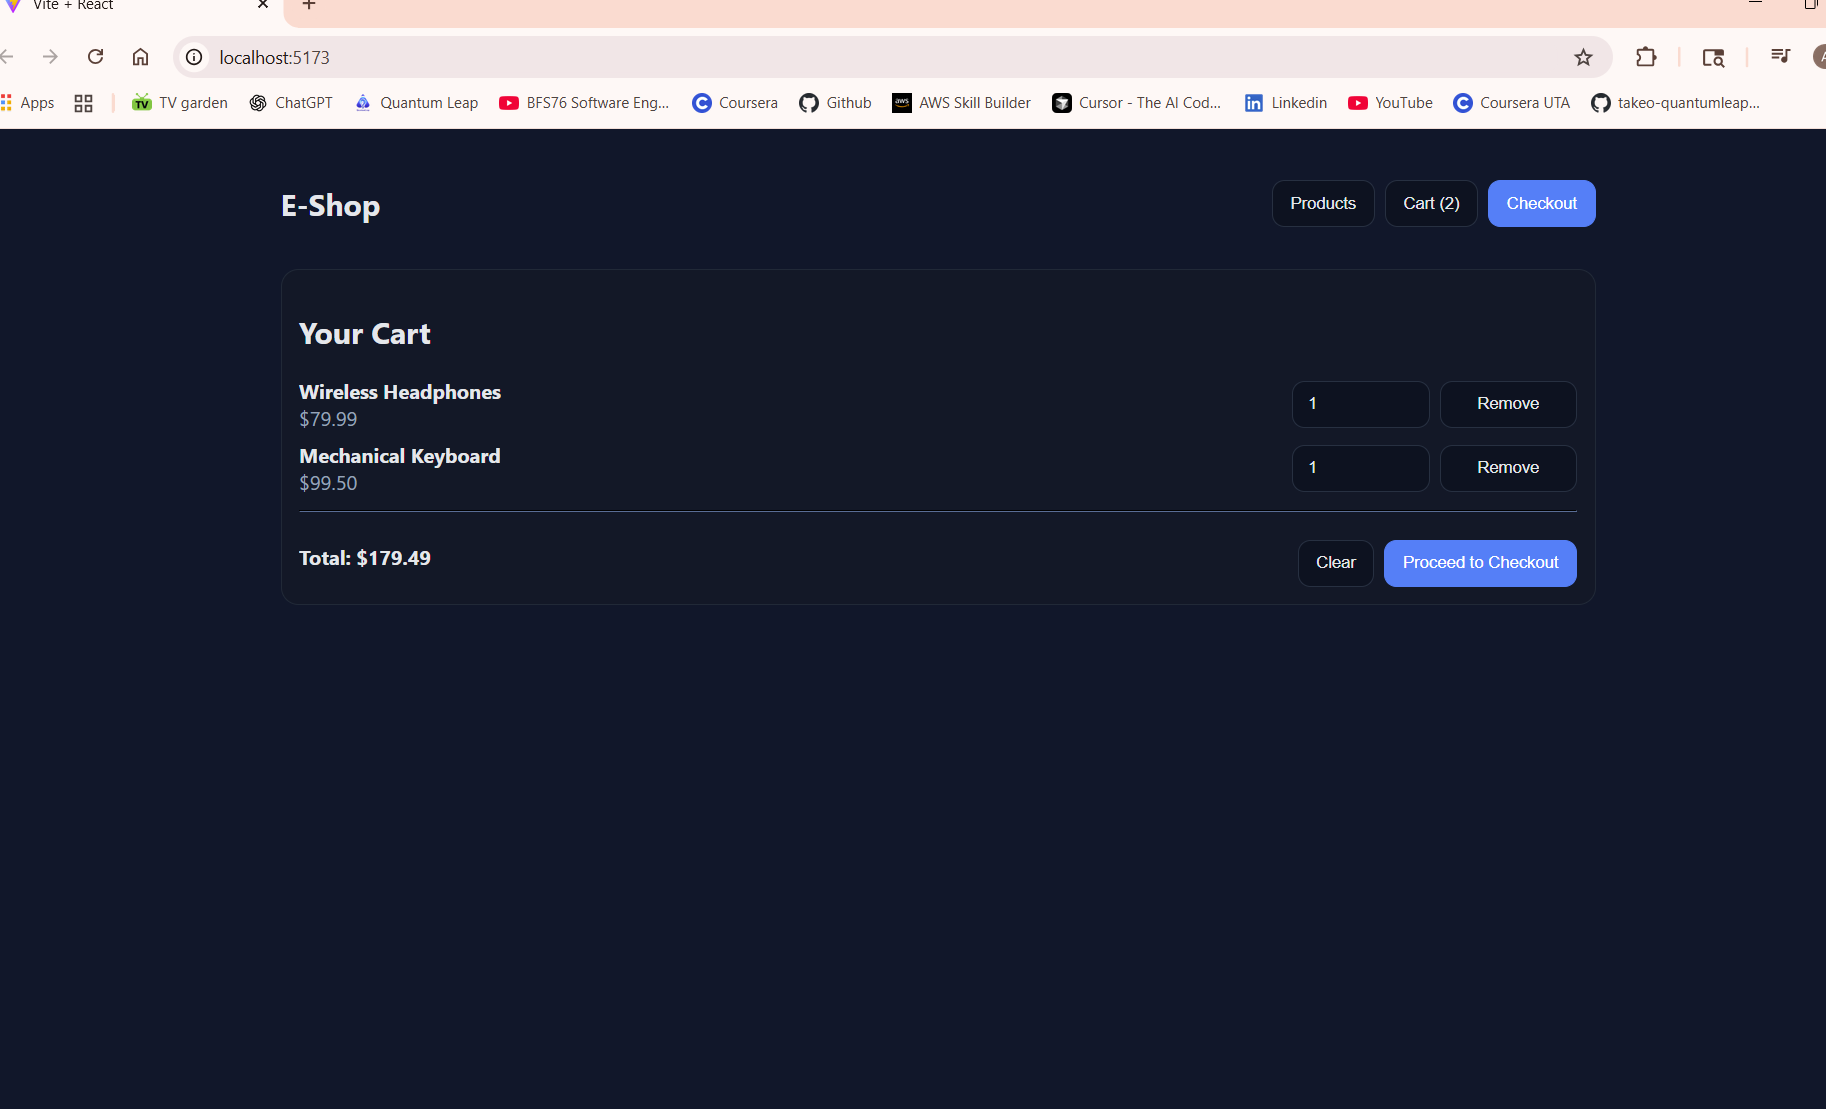 Vite + React
localhost:5173
Apps TV garden ChatGPT Quantum Leap BFS76 Software Eng... Coursera Github AWS Skill Builder Cursor - The AI Cod... Linkedin YouTube Coursera UTA takeo-quantumleap...
E-Shop Products Cart (2) Checkout
Your Cart
Wireless Headphones
$79.99
1 Remove
Mechanical Keyboard
$99.50
1 Remove
Total: $179.49 Clear Proceed to Checkout